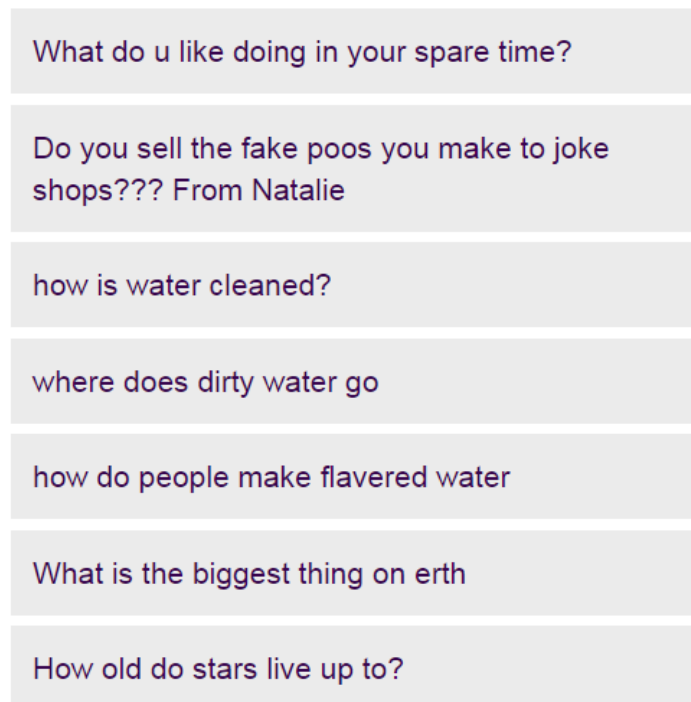 What do u like doing in your spare time?
Do you sell the fake poos you make to joke
shops??? From Natalie
how is water cleaned?
where does dirty water go
how do people make flavered water
What is the biggest thing on erth
How old do stars live up to?